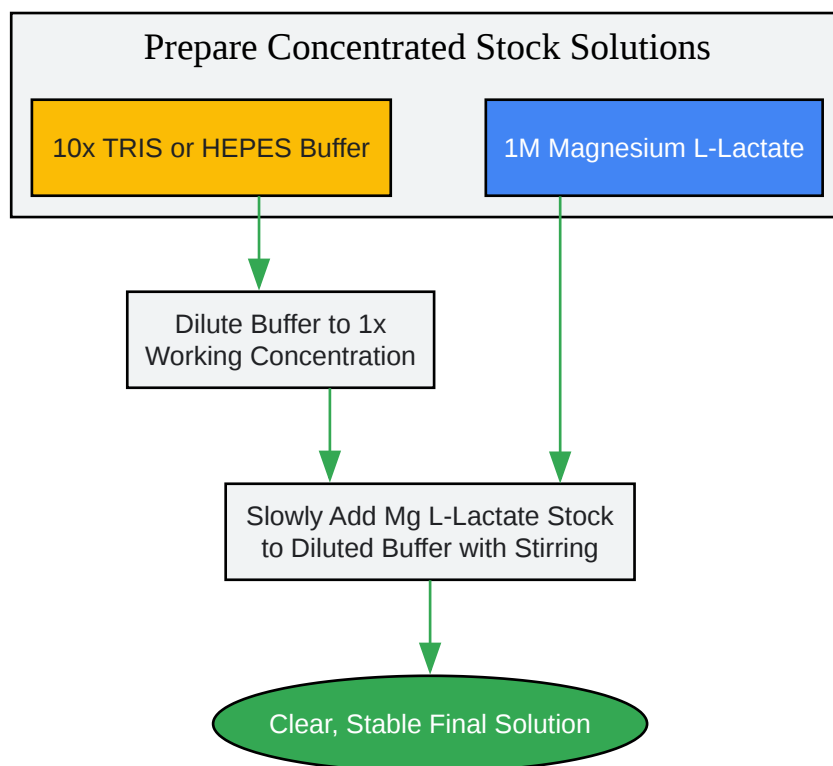 Prepare Concentrated Stock Solutions
10x TRIS or HEPES Buffer
1M Magnesium L-Lactate
Dilute Buffer to 1x
Working Concentration
Slowly Add Mg L-Lactate Stock
to Diluted Buffer with Stirring
Clear, Stable Final Solution